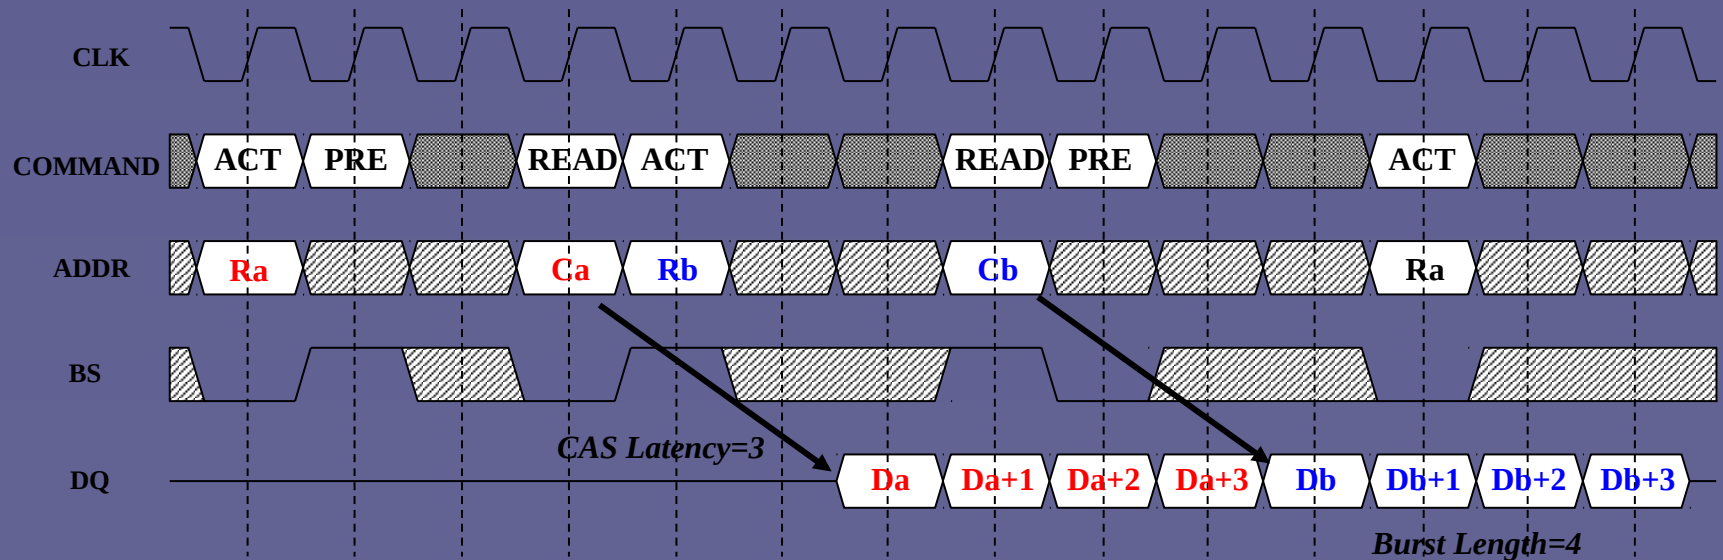 CLK
COMMAND ACT PRE READ ACT READ PRE ACT
ADDR Ra Ca Rb Cb Ra
BS
CAS Latency=3
DQ Da Da+1 Da+2 Da+3 Db Db+1 Db+2 Db+3
Burst Length=4